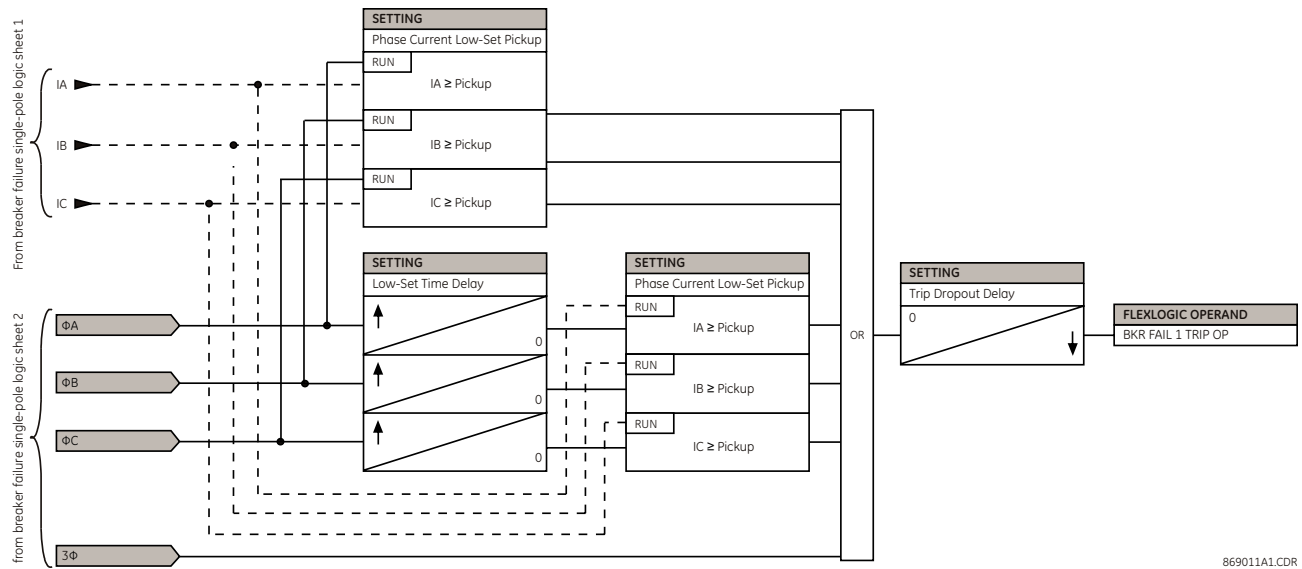 From breaker failure single-pole logic sheet 1
IA
IB
IC
SETTING
Phase Current Low-Set Pickup
RUN
IA ≥ Pickup
RUN
IB ≥ Pickup
RUN
IC ≥ Pickup
from breaker failure single-pole logic sheet 2
ΦA
ΦB
ΦC
3Φ
SETTING
Low-Set Time Delay
0
0
0
SETTING
Phase Current Low-Set Pickup
RUN
IA ≥ Pickup
RUN
IB ≥ Pickup
RUN
IC ≥ Pickup
OR
SETTING
Trip Dropout Delay
0
FLEXLOGIC OPERAND
BKR FAIL 1 TRIP OP
869011A1.CDR